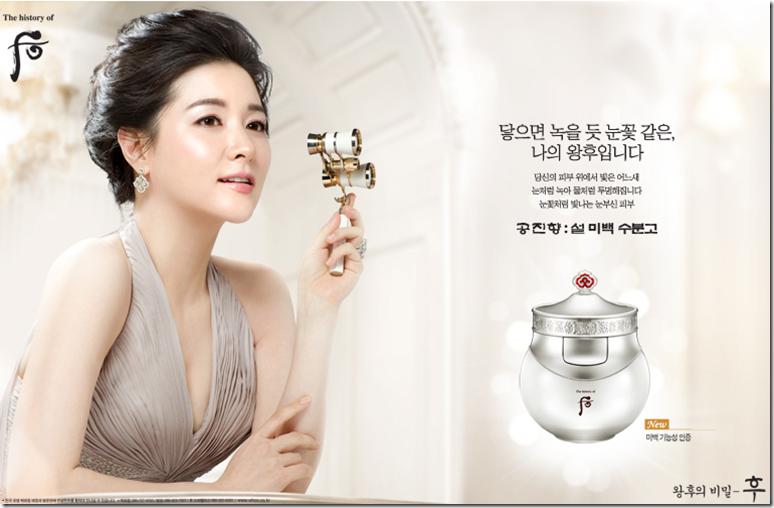 The history of
후
닿으면 녹을 듯 눈꽃 같은,
나의 왕후입니다
당신의 피부 위에서 빛은 어느새
눈처럼 녹아 물처럼 투명해집니다
눈꽃처럼 빛나는 눈부신 피부
공진향 : 설 미백 수분고
The history of
후
New
미백 기능성 인증
왕후의 비밀- 후